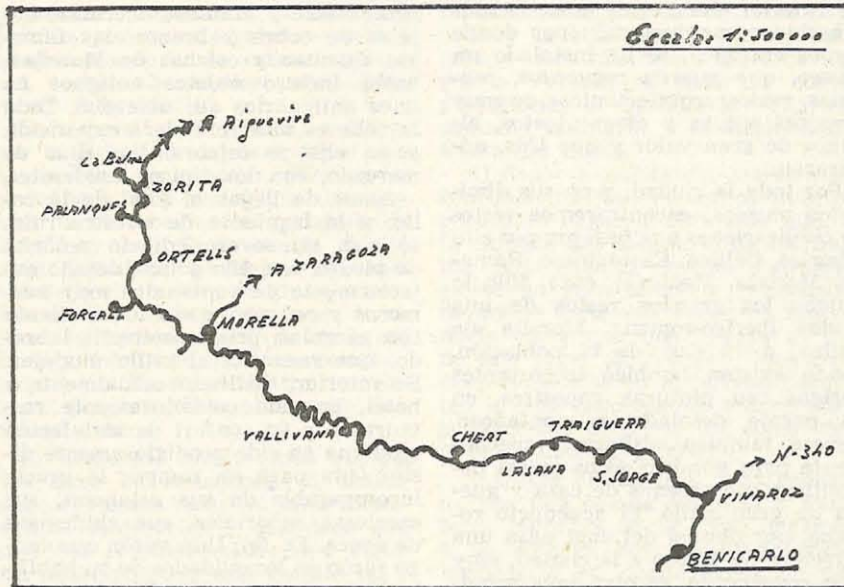 Escala 1:500000
Aiguevive
La Balma
ZORITA
PALANQUES
ORTELLS
A ZARAGOZA
FORCALL
MORELLA
VALLIVANA
CHERT
TRAIGUERA
LASANA
S. JORGE
N-340
VINAROZ
BENICARLO